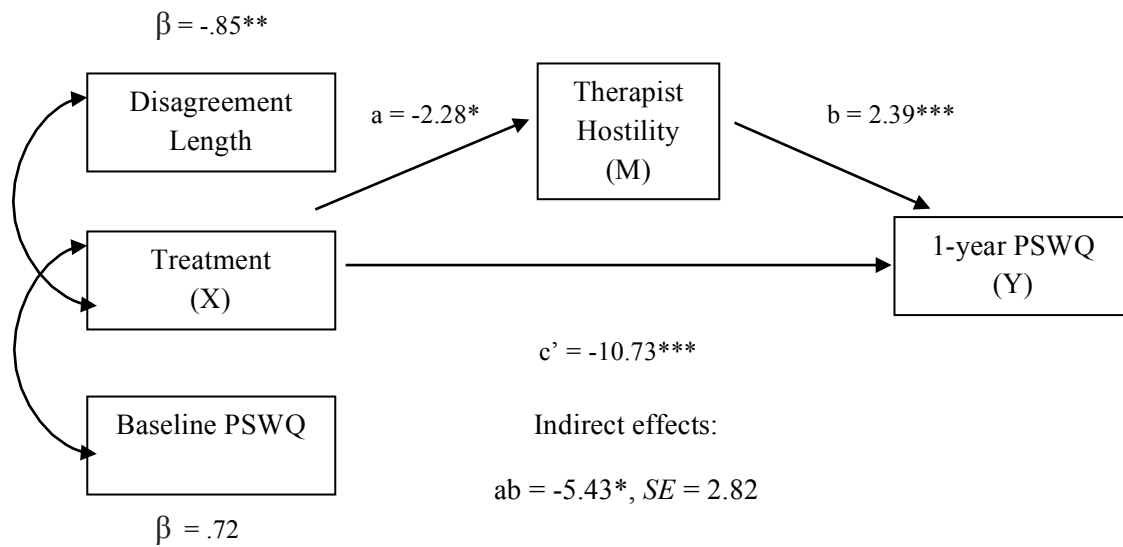 β = -.85**
Disagreement
Length
a = -2.28*
Therapist
Hostility
(M)
b = 2.39***
Treatment
(X)
1-year PSWQ
(Y)
c’ = -10.73***
Baseline PSWQ
Indirect effects:
ab = -5.43*, SE = 2.82
β = .72